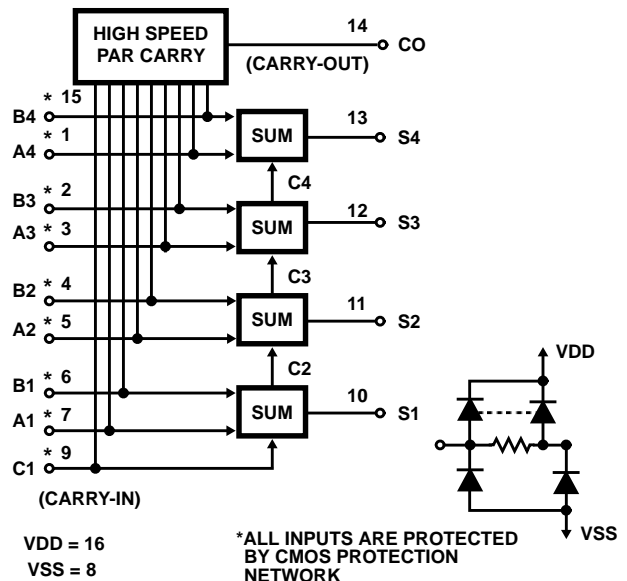 HIGH SPEED
PAR CARRY
14
CO
(CARRY-OUT)
* 15
B4
* 1
A4
SUM
13
S4
C4
B3 * 2
A3 * 3
SUM
12
S3
C3
B2 * 4
A2 * 5
SUM
11
S2
C2
B1 * 6
A1 * 7
SUM
10
S1
C1 * 9
(CARRY-IN)
VDD
VSS
VDD = 16
VSS = 8
*ALL INPUTS ARE PROTECTED
BY CMOS PROTECTION
NETWORK